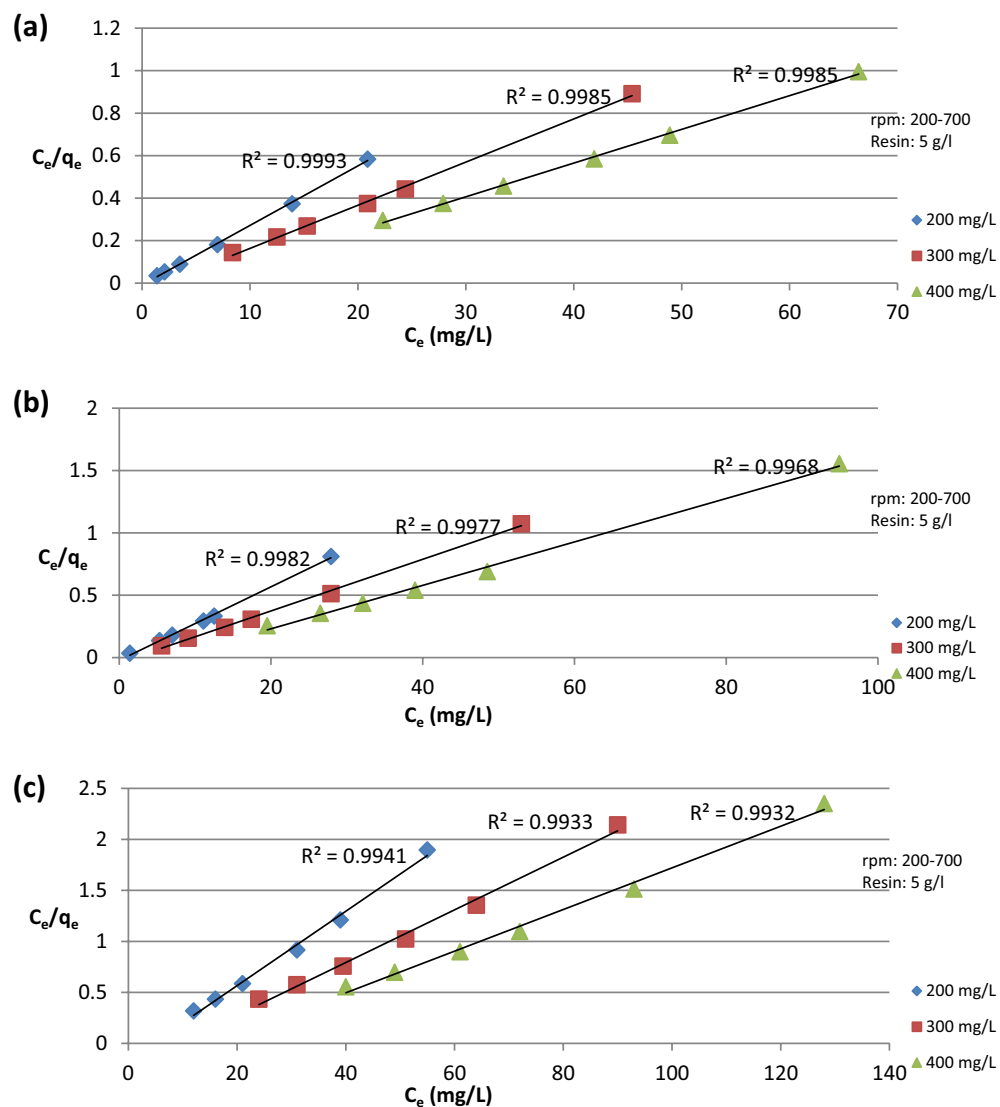 (a)
1.2
1
0.8
0.6
0.4
0.2
0
Ce/qe
R² = 0.9993
R² = 0.9985
R² = 0.9985
rpm: 200-700
Resin: 5 g/l
200 mg/L
300 mg/L
400 mg/L
0 10 20 30 40 50 60 70
Ce (mg/L)
(b)
2
1.5
1
0.5
0
Ce/qe
R² = 0.9982
R² = 0.9977
R² = 0.9968
rpm: 200-700
Resin: 5 g/l
200 mg/L
300 mg/L
400 mg/L
0 20 40 60 80 100
Ce (mg/L)
(c)
2.5
2
1.5
1
0.5
0
Ce/qe
R² = 0.9941
R² = 0.9933
R² = 0.9932
rpm: 200-700
Resin: 5 g/l
200 mg/L
300 mg/L
400 mg/L
0 20 40 60 80 100 120 140
Ce (mg/L)